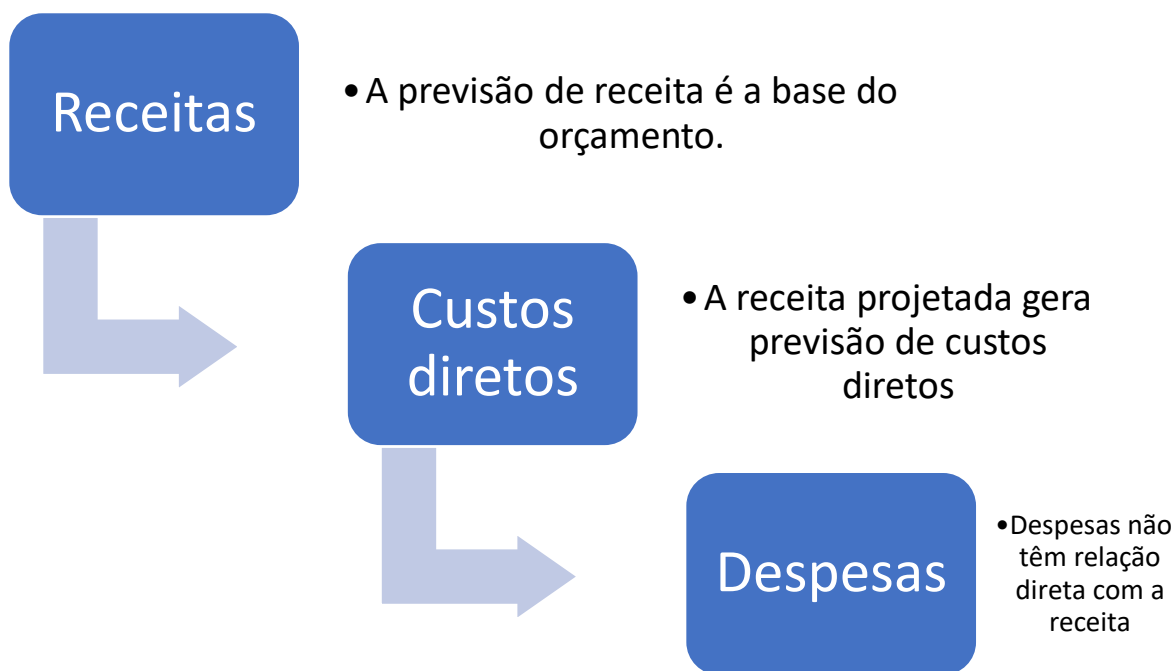 Receitas
• A previsão de receita é a base do
orçamento.
Custos
diretos
• A receita projetada gera
previsão de custos
diretos
Despesas
•Despesas não
têm relação
direta com a
receita